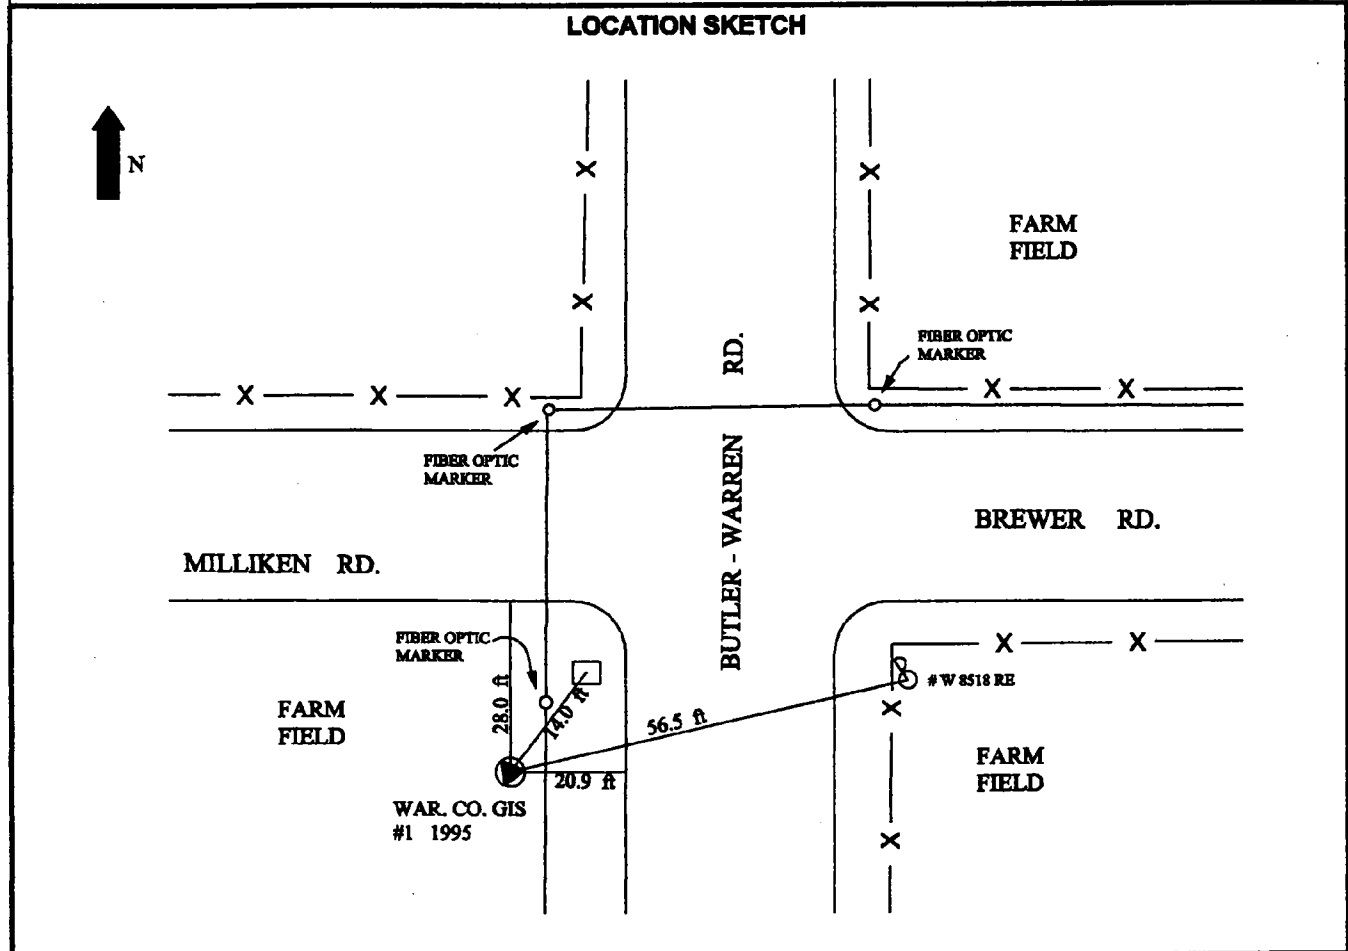 LOCATION SKETCH
N
FARM
FIELD
FIBER OPTIC
MARKER
BUTLER - WARREN RD.
FIBER OPTIC
MARKER
BREWER RD.
MILLIKEN RD.
FIBER OPTIC
MARKER
28.0 ft
14.0 ft
56.5 ft
# W 8518 RE
FARM
FIELD
20.9 ft
FARM
FIELD
WAR. CO. GIS
#1 1995